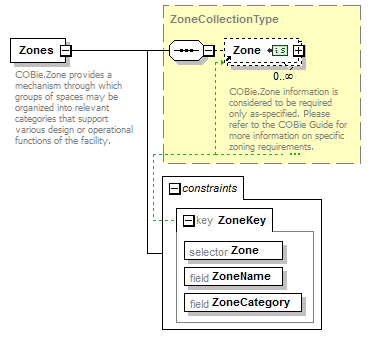 ZoneCollectionType
Zones
Zone
is
0..∞
COBie.Zone provides a
mechanism through which
groups of spaces may be
organized into relevant
categories that support
various design or operational
functions of the facility.
COBie.Zone information is
considered to be required
only as-specified. Please
refer to the COBie Guide for
more information on specific
zoning requirements.
constraints
key ZoneKey
selector Zone
field ZoneName
field ZoneCategory